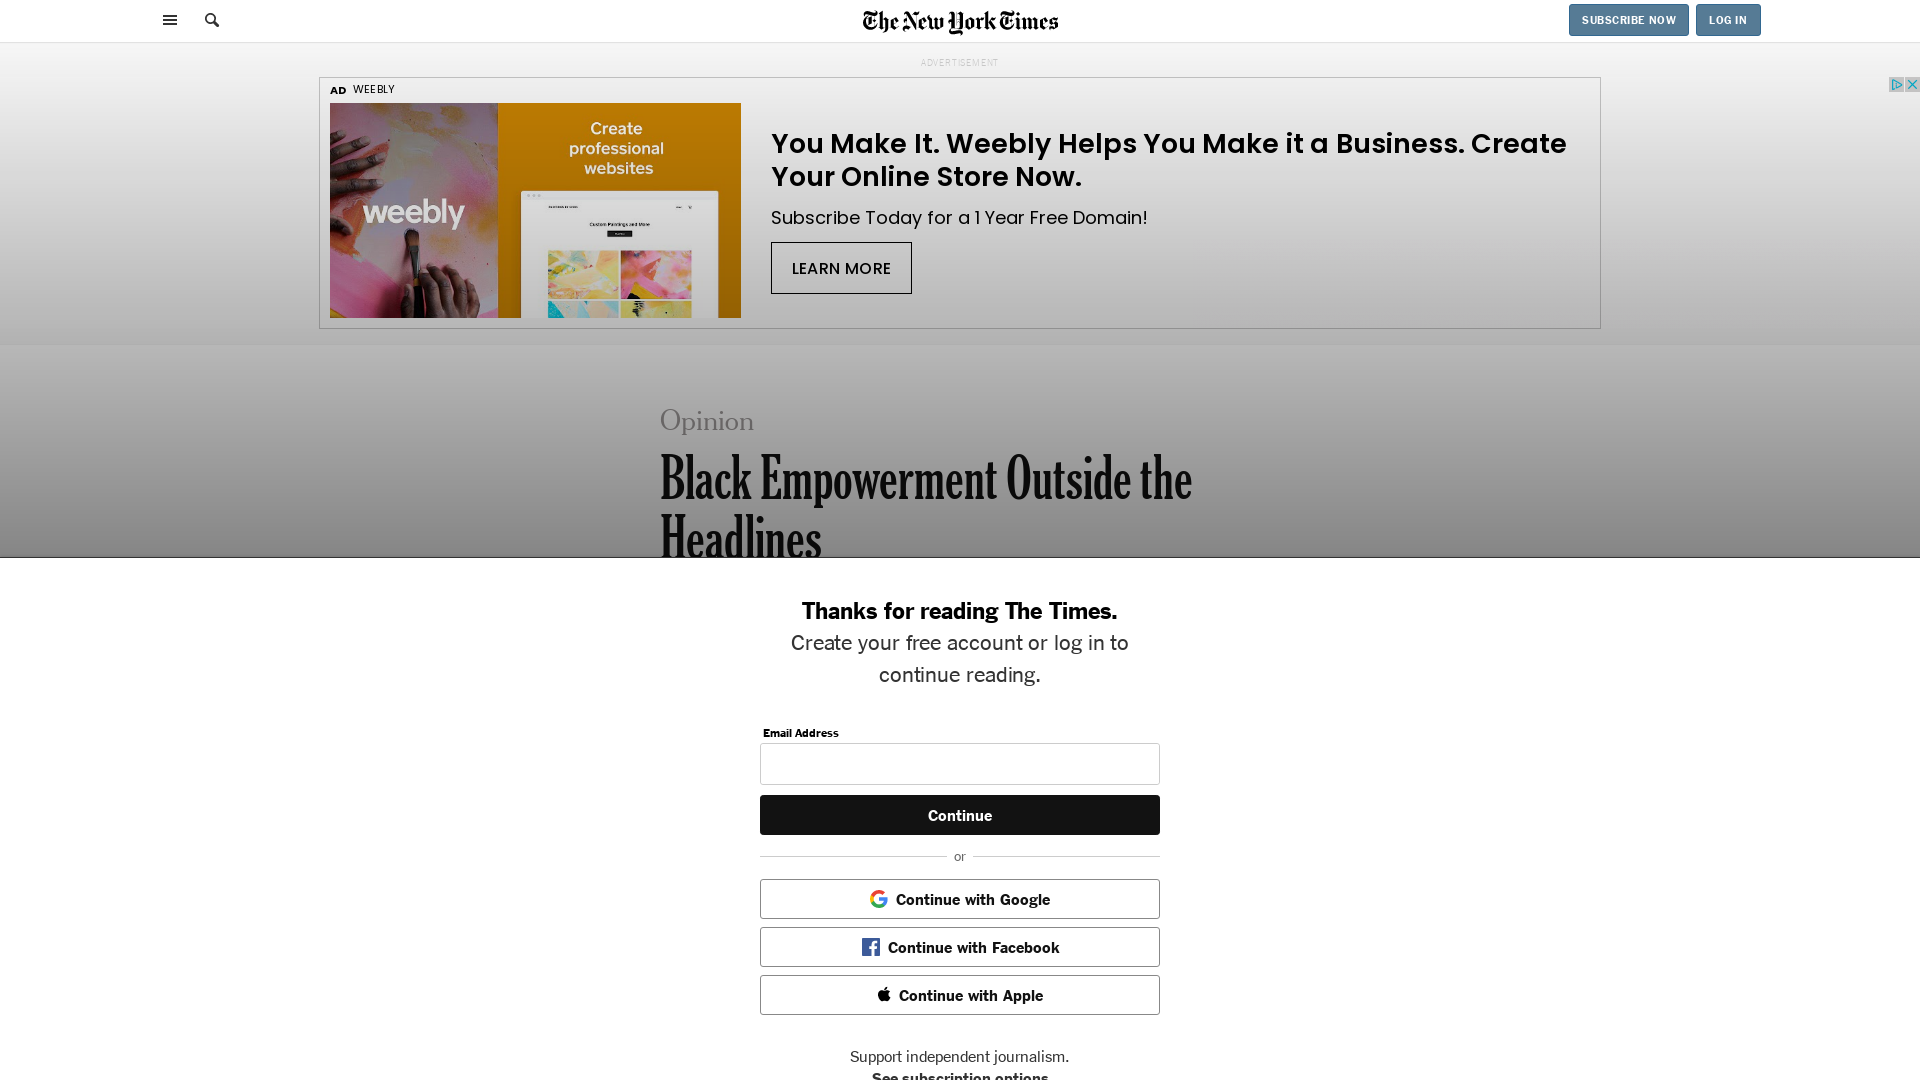 The New York Times
SUBSCRIBE NOW
LOG IN
ADVERTISEMENT
AD WEEBLY
weebly
Create
professional
websites
Custom Paintings and More
You Make It. Weebly Helps You Make it a Business. Create
Your Online Store Now.
Subscribe Today for a 1 Year Free Domain!
LEARN MORE
Opinion
Black Empowerment Outside the
Headlines
Thanks for reading The Times.
Create your free account or log in to
continue reading.
Email Address
Continue
or
Continue with Google
Continue with Facebook
Continue with Apple
Support independent journalism.
See subscription options